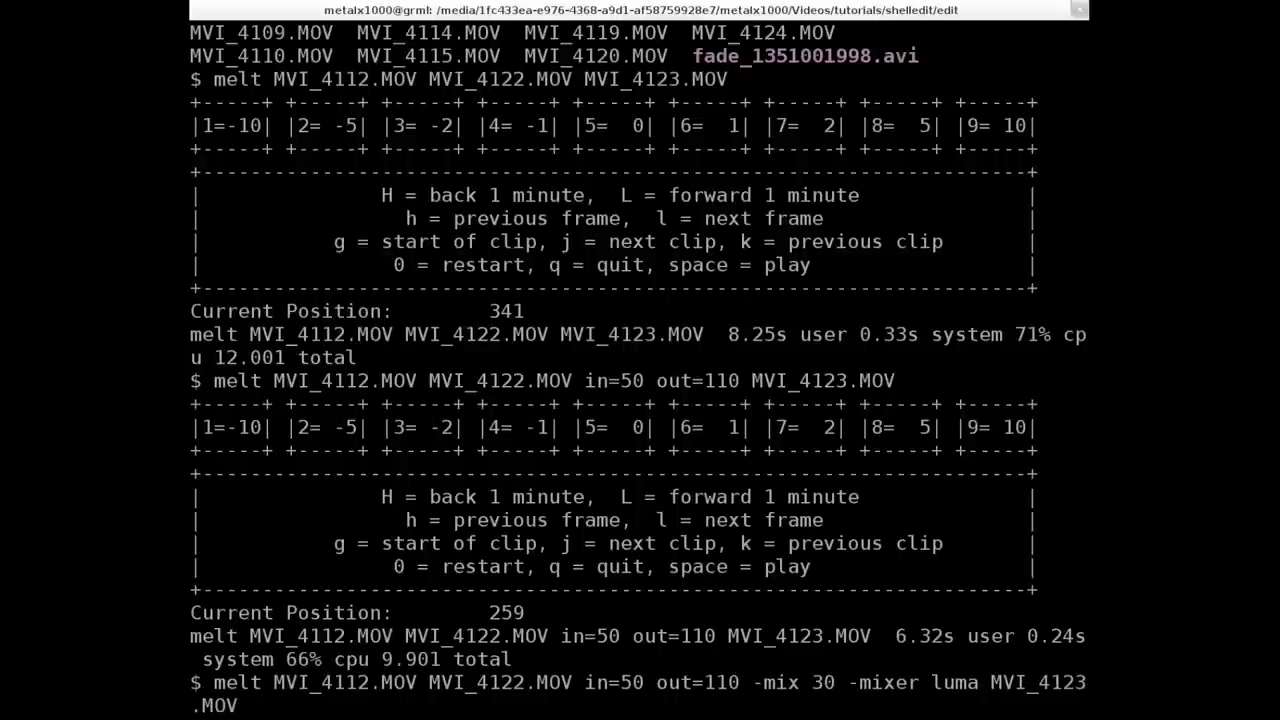 metalx1000@grml: /media/1fc433ea-e976-4368-a9d1-af58759928e7/metalx1000/Videos/tutorials/shelledit/edit
MVI_4109.MOV  MVI_4114.MOV  MVI_4119.MOV  MVI_4124.MOV
MVI_4110.MOV  MVI_4115.MOV  MVI_4120.MOV  fade_1351001998.avi
$ melt MVI_4112.MOV MVI_4122.MOV MVI_4123.MOV
+-----+ +-----+ +-----+ +-----+ +-----+ +-----+ +-----+ +-----+ +-----+
|1=-10| |2= -5| |3= -2| |4= -1| |5=  0| |6=  1| |7=  2| |8=  5| |9= 10|
+-----+ +-----+ +-----+ +-----+ +-----+ +-----+ +-----+ +-----+ +-----+
+---------------------------------------------------------------------+
|               H = back 1 minute,  L = forward 1 minute              |
|                 h = previous frame,  l = next frame                 |
|           g = start of clip, j = next clip, k = previous clip       |
|                0 = restart, q = quit, space = play                  |
+---------------------------------------------------------------------+
Current Position:        341
melt MVI_4112.MOV MVI_4122.MOV MVI_4123.MOV  8.25s user 0.33s system 71% cp
u 12.001 total
$ melt MVI_4112.MOV MVI_4122.MOV in=50 out=110 MVI_4123.MOV
+-----+ +-----+ +-----+ +-----+ +-----+ +-----+ +-----+ +-----+ +-----+
|1=-10| |2= -5| |3= -2| |4= -1| |5=  0| |6=  1| |7=  2| |8=  5| |9= 10|
+-----+ +-----+ +-----+ +-----+ +-----+ +-----+ +-----+ +-----+ +-----+
+---------------------------------------------------------------------+
|               H = back 1 minute,  L = forward 1 minute              |
|                 h = previous frame,  l = next frame                 |
|           g = start of clip, j = next clip, k = previous clip       |
|                0 = restart, q = quit, space = play                  |
+---------------------------------------------------------------------+
Current Position:        259
melt MVI_4112.MOV MVI_4122.MOV in=50 out=110 MVI_4123.MOV  6.32s user 0.24s
 system 66% cpu 9.901 total
$ melt MVI_4112.MOV MVI_4122.MOV in=50 out=110 -mix 30 -mixer luma MVI_4123
.MOV